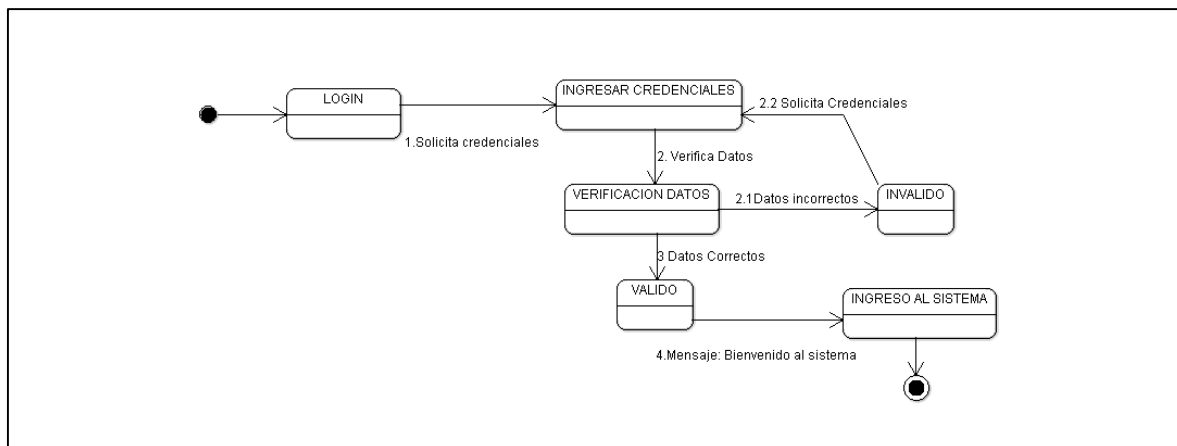 LOGIN
INGRESAR CREDENCIALES
2.2 Solicita Credenciales
1.Solicita credenciales
2. Verifica Datos
VERIFICACION DATOS
2.1Datos incorrectos
INVALIDO
3 Datos Correctos
VALIDO
INGRESO AL SISTEMA
4.Mensaje: Bienvenido al sistema